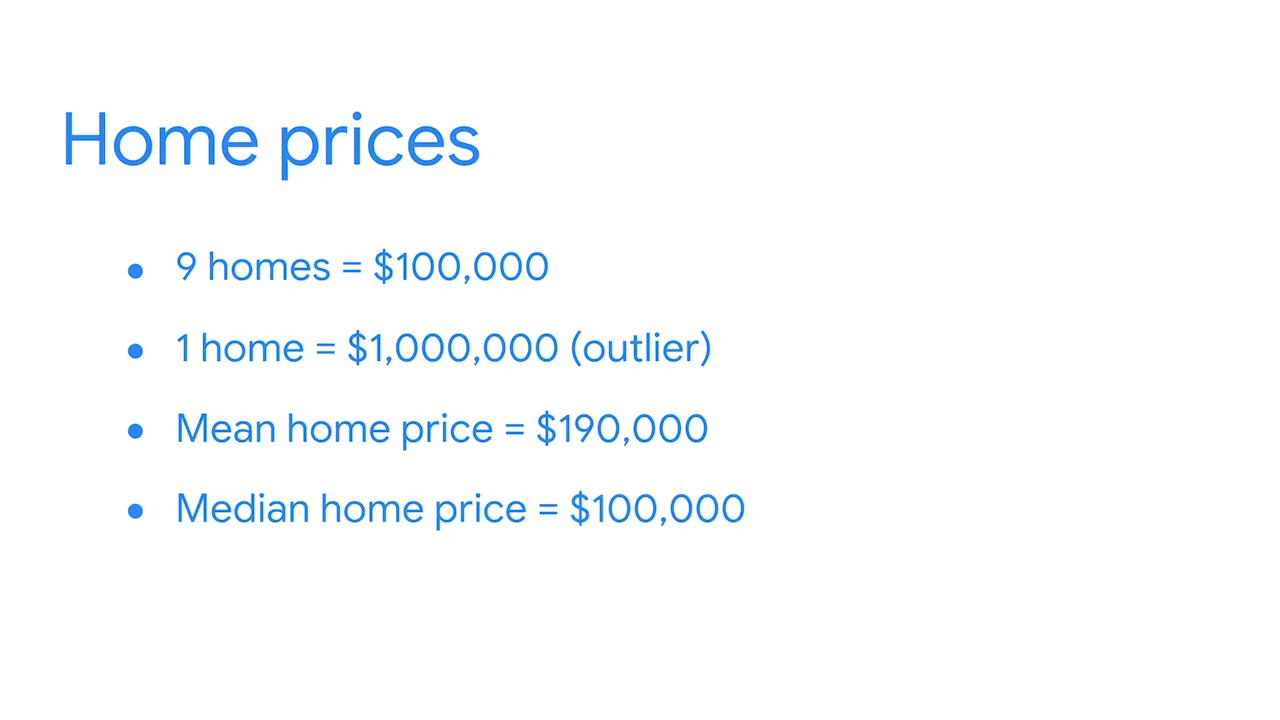 Home prices
● 9 homes = $100,000
● 1 home = $1,000,000 (outlier)
● Mean home price = $190,000
● Median home price = $100,000